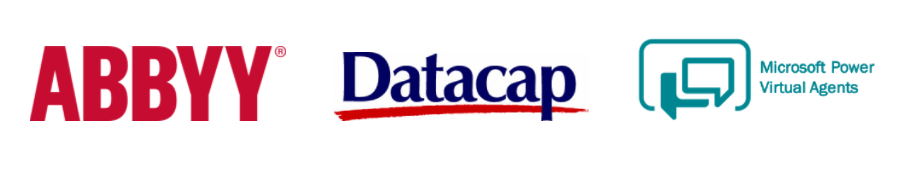 ABBYY®
Datacap
Microsoft Power
Virtual Agents